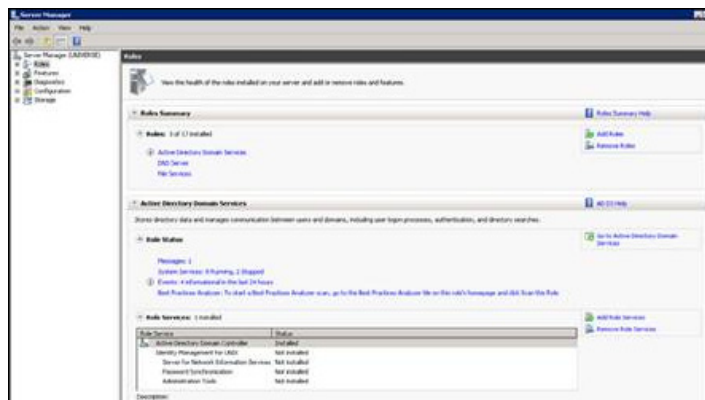 Server Manager
File Action View Help
Server Manager (UNIVERSE)
Roles
Features
Diagnostics
Configuration
Storage
Roles
View the health of the roles installed on your server and add or remove roles and features.
Roles Summary
Roles Summary Help
Roles: 3 of 17 installed
Add Roles
Remove Roles
Active Directory Domain Services
DNS Server
File Services
Active Directory Domain Services
AD DS Help
Stores directory data and manages communication between users and domains, including user logon processes, authentication, and directory searches.
Role Status
Go to Active Directory Domain Services
Messages: 1
System Services: 8 Running, 2 Stopped
Events: 4 informational in the last 24 hours
Best Practices Analyzer: To start a Best Practices Analyzer scan, go to the Best Practices Analyzer tile on this role's homepage and click Scan this Role
Role Services: 1 installed
Add Role Services
Remove Role Services
Role Service Status
Active Directory Domain Controller Installed
Identity Management for UNIX Not installed
Server for Network Information Services Not installed
Password Synchronization Not installed
Administration Tools Not installed
Description: